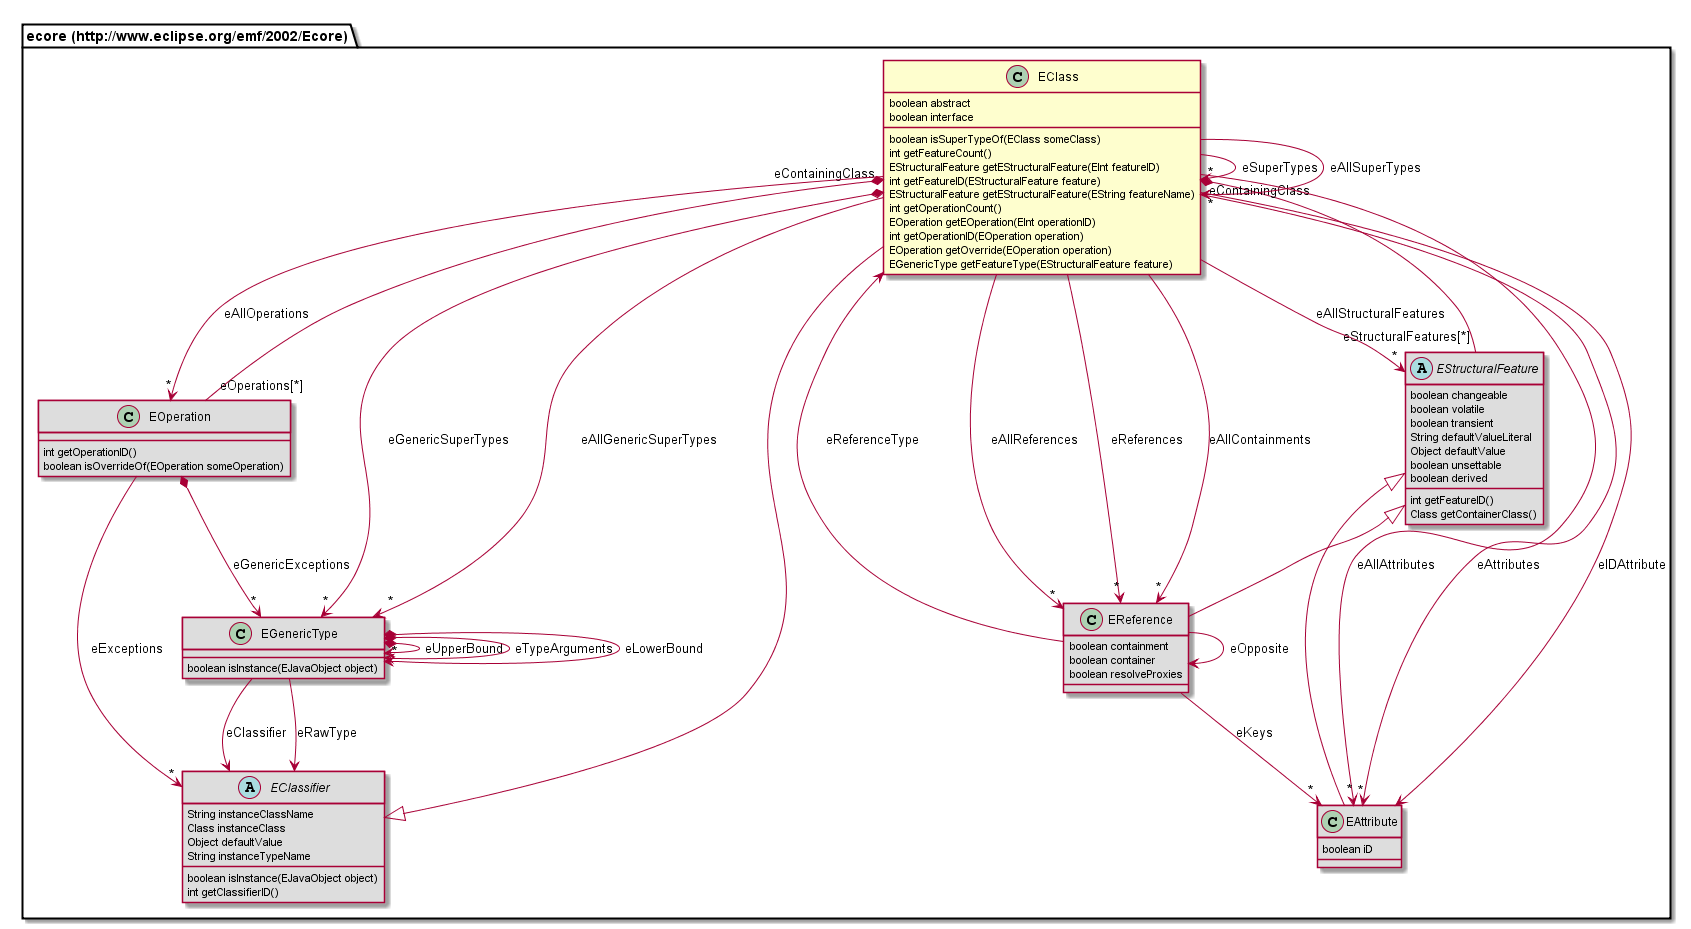 ecore (http://www.eclipse.org/emf/2002/Ecore)
C EClass
boolean abstract
boolean interface
boolean isSuperTypeOf(EClass someClass)
int getFeatureCount()
EStructuralFeature getEStructuralFeature(EInt featureID)
int getFeatureID(EStructuralFeature feature)
EStructuralFeature getEStructuralFeature(EString featureName)
int getOperationCount()
EOperation getEOperation(EInt operationID)
int getOperationID(EOperation operation)
EOperation getOverride(EOperation operation)
EGenericType getFeatureType(EStructuralFeature feature)
eContainingClass
*
eSuperTypes
eAllSuperTypes
eContainingClass
*
eAllOperations
eAllStructuralFeatures
eStructuralFeatures[*]
*
*
eOperations[*]
C EOperation
int getOperationID()
boolean isOverrideOf(EOperation someOperation)
A EStructuralFeature
boolean changeable
boolean volatile
boolean transient
String defaultValueLiteral
Object defaultValue
boolean unsettable
boolean derived
int getFeatureID()
Class getContainerClass()
eGenericSuperTypes
eAllGenericSuperTypes
eReferenceType
eAllReferences
eReferences
eAllContainments
eGenericExceptions
eAllAttributes
eAttributes
eIDAttribute
*
*
*
*
*
*
C EGenericType
boolean isInstance(EJavaObject object)
*
eUpperBound
eTypeArguments
eLowerBound
C EReference
boolean containment
boolean container
boolean resolveProxies
eOpposite
eExceptions
eClassifier
eRawType
eKeys
*
*
*
*
A EClassifier
String instanceClassName
Class instanceClass
Object defaultValue
String instanceTypeName
boolean isInstance(EJavaObject object)
int getClassifierID()
C EAttribute
boolean iD